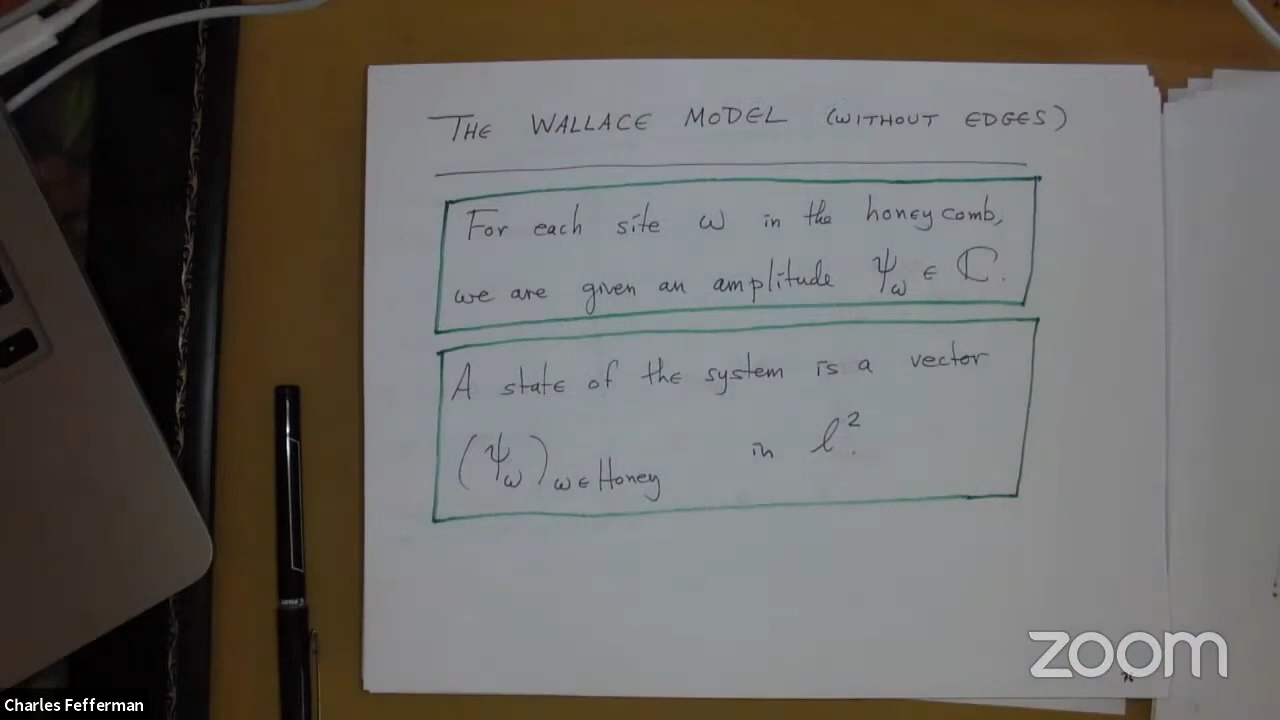 THE WALLACE MODEL (WITHOUT EDGES)
For each site ω in the honeycomb,
we are given an amplitude ψ_ω ∈ ℂ.
A state of the system is a vector
(ψ_ω)_{ω ∈ Honey} in l².
zoom
Charles Fefferman